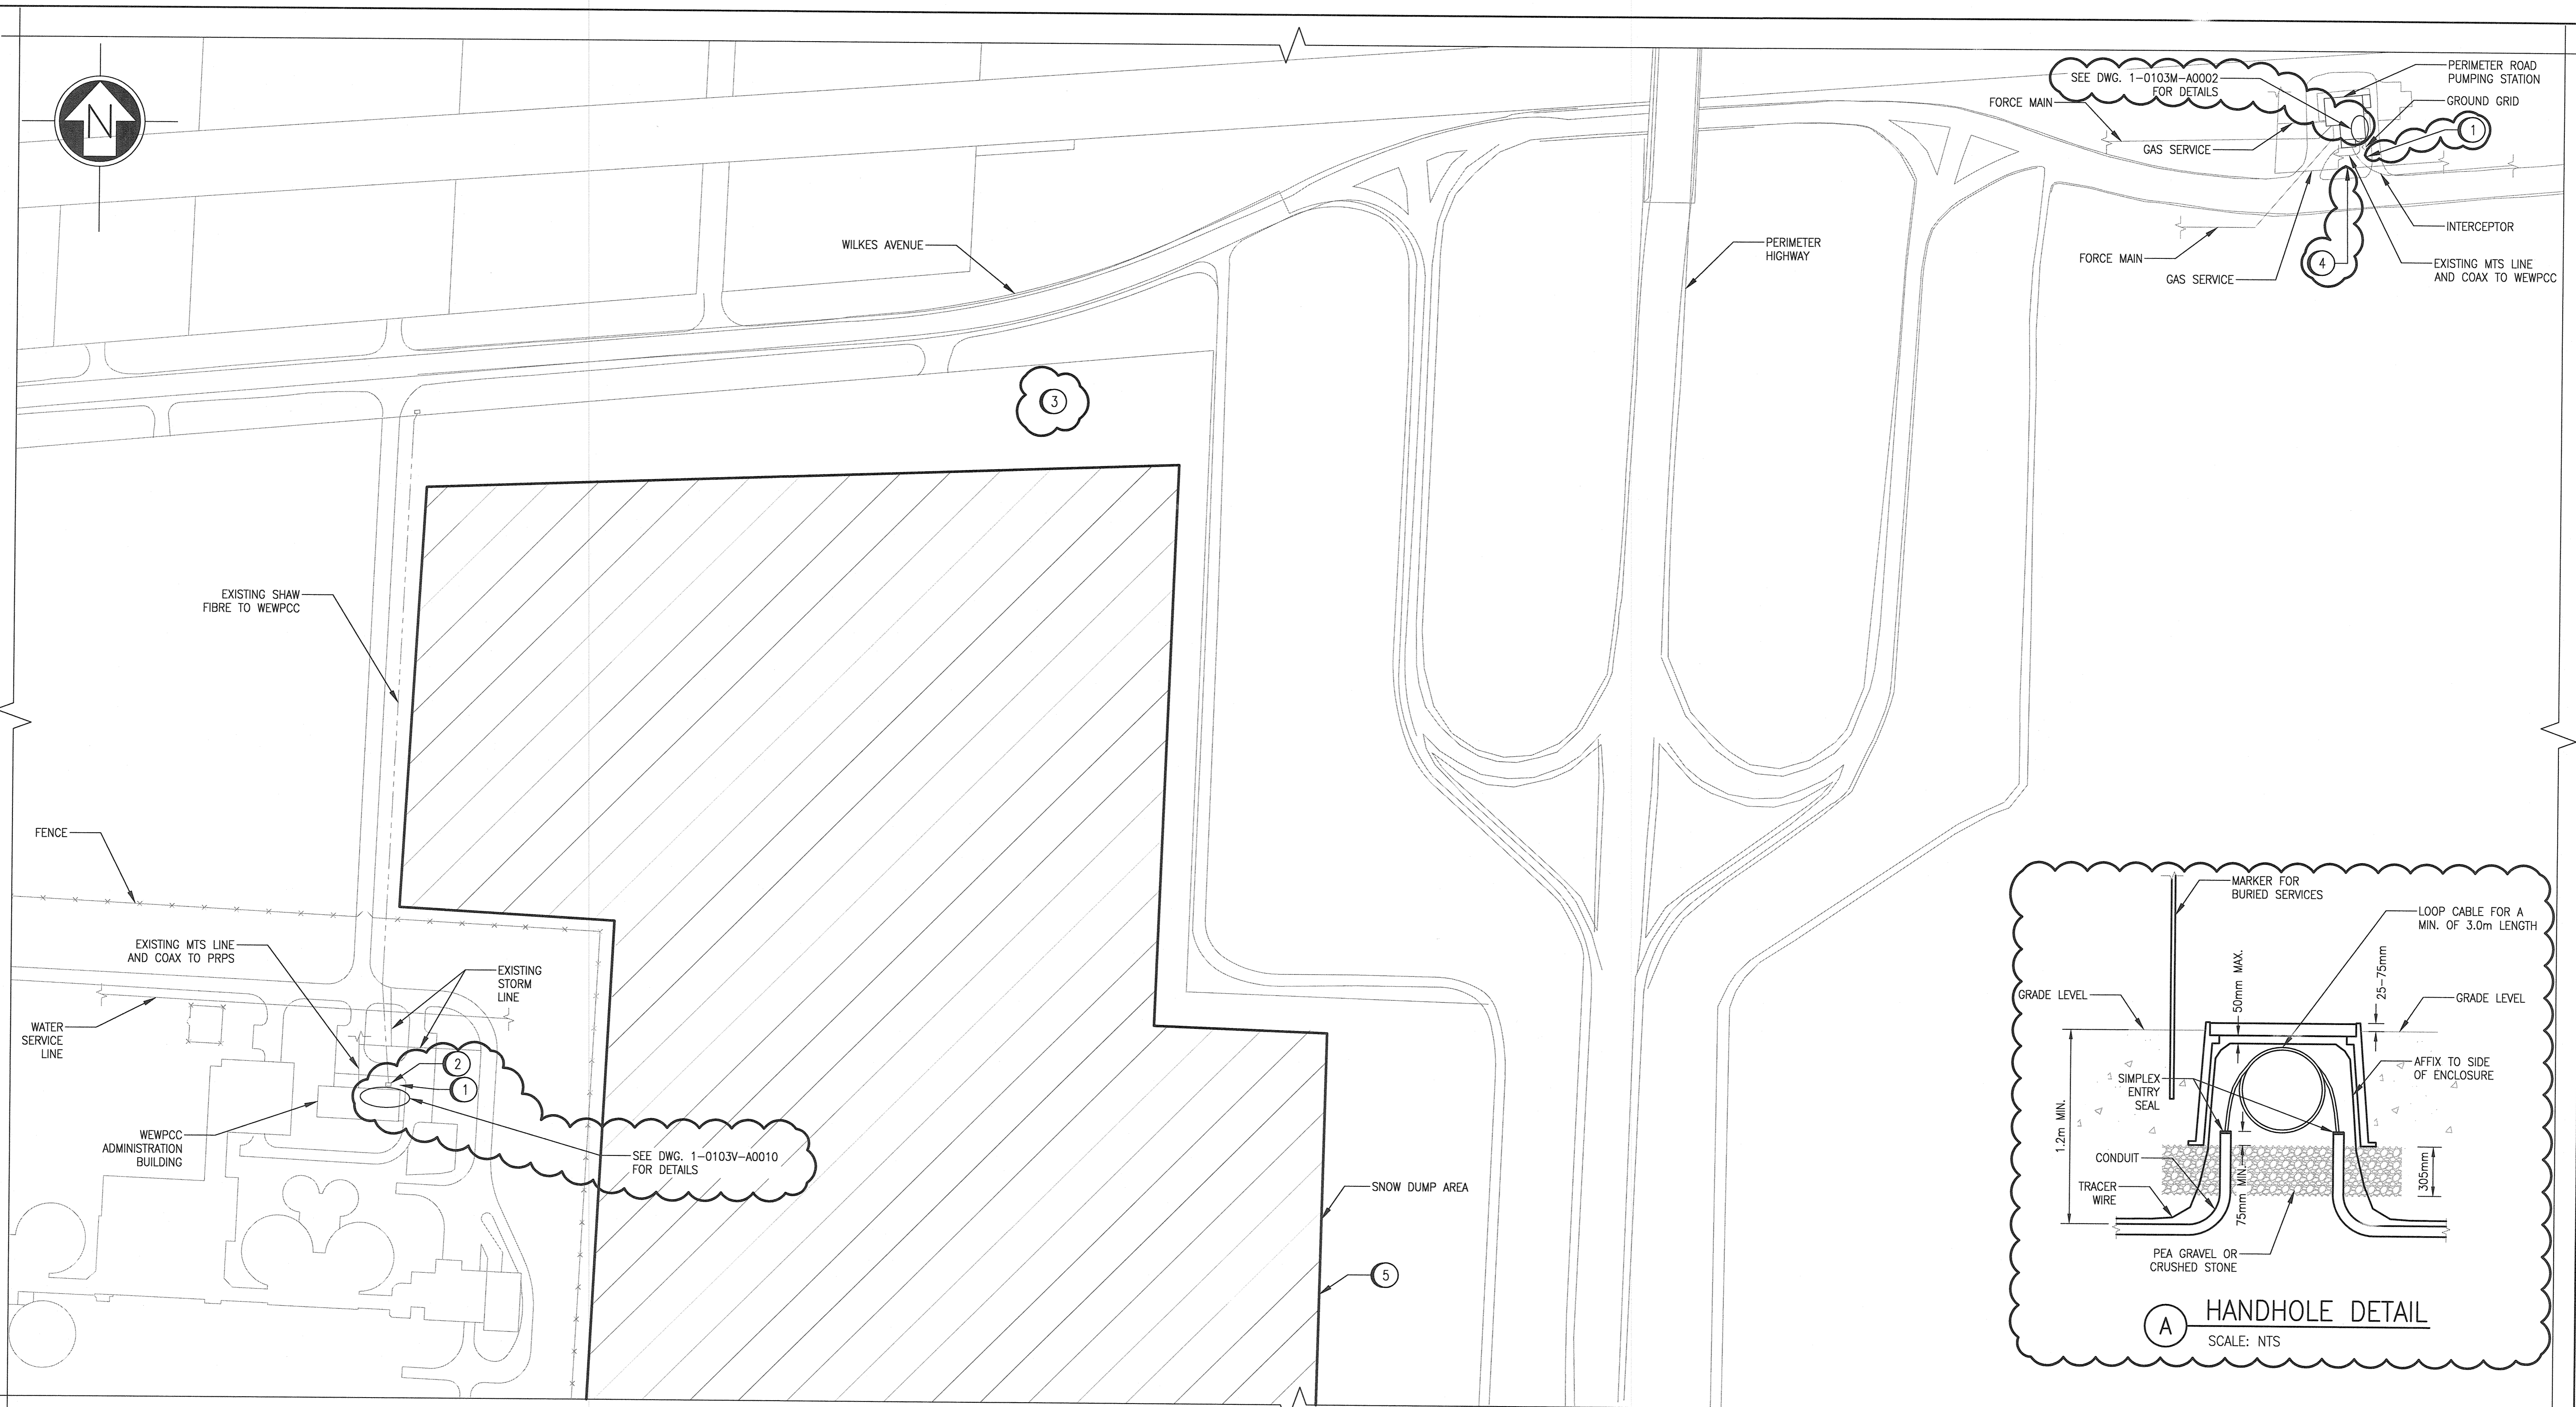 N
SEE DWG. 1-0103M-A0002
FOR DETAILS
PERIMETER ROAD
PUMPING STATION
FORCE MAIN
GROUND GRID
1
GAS SERVICE
WILKES AVENUE
PERIMETER
HIGHWAY
INTERCEPTOR
FORCE MAIN
4
EXISTING MTS LINE
AND COAX TO WEWPCC
GAS SERVICE
3
EXISTING SHAW
FIBRE TO WEWPCC
FENCE
EXISTING MTS LINE
AND COAX TO PRPS
EXISTING
STORM
LINE
WATER
SERVICE
LINE
2
1
WEWPCC
ADMINISTRATION
BUILDING
SEE DWG. 1-0103V-A0010
FOR DETAILS
SNOW DUMP AREA
5
MARKER FOR
BURIED SERVICES
LOOP CABLE FOR A
MIN. OF 3.0m LENGTH
50mm MAX.
25-75mm
GRADE LEVEL
GRADE LEVEL
AFFIX TO SIDE
OF ENCLOSURE
SIMPLEX
ENTRY
SEAL
1.2m MIN.
CONDUIT
TRACER
WIRE
75mm MIN.
305mm
PEA GRAVEL OR
CRUSHED STONE
A
HANDHOLE DETAIL
SCALE: NTS